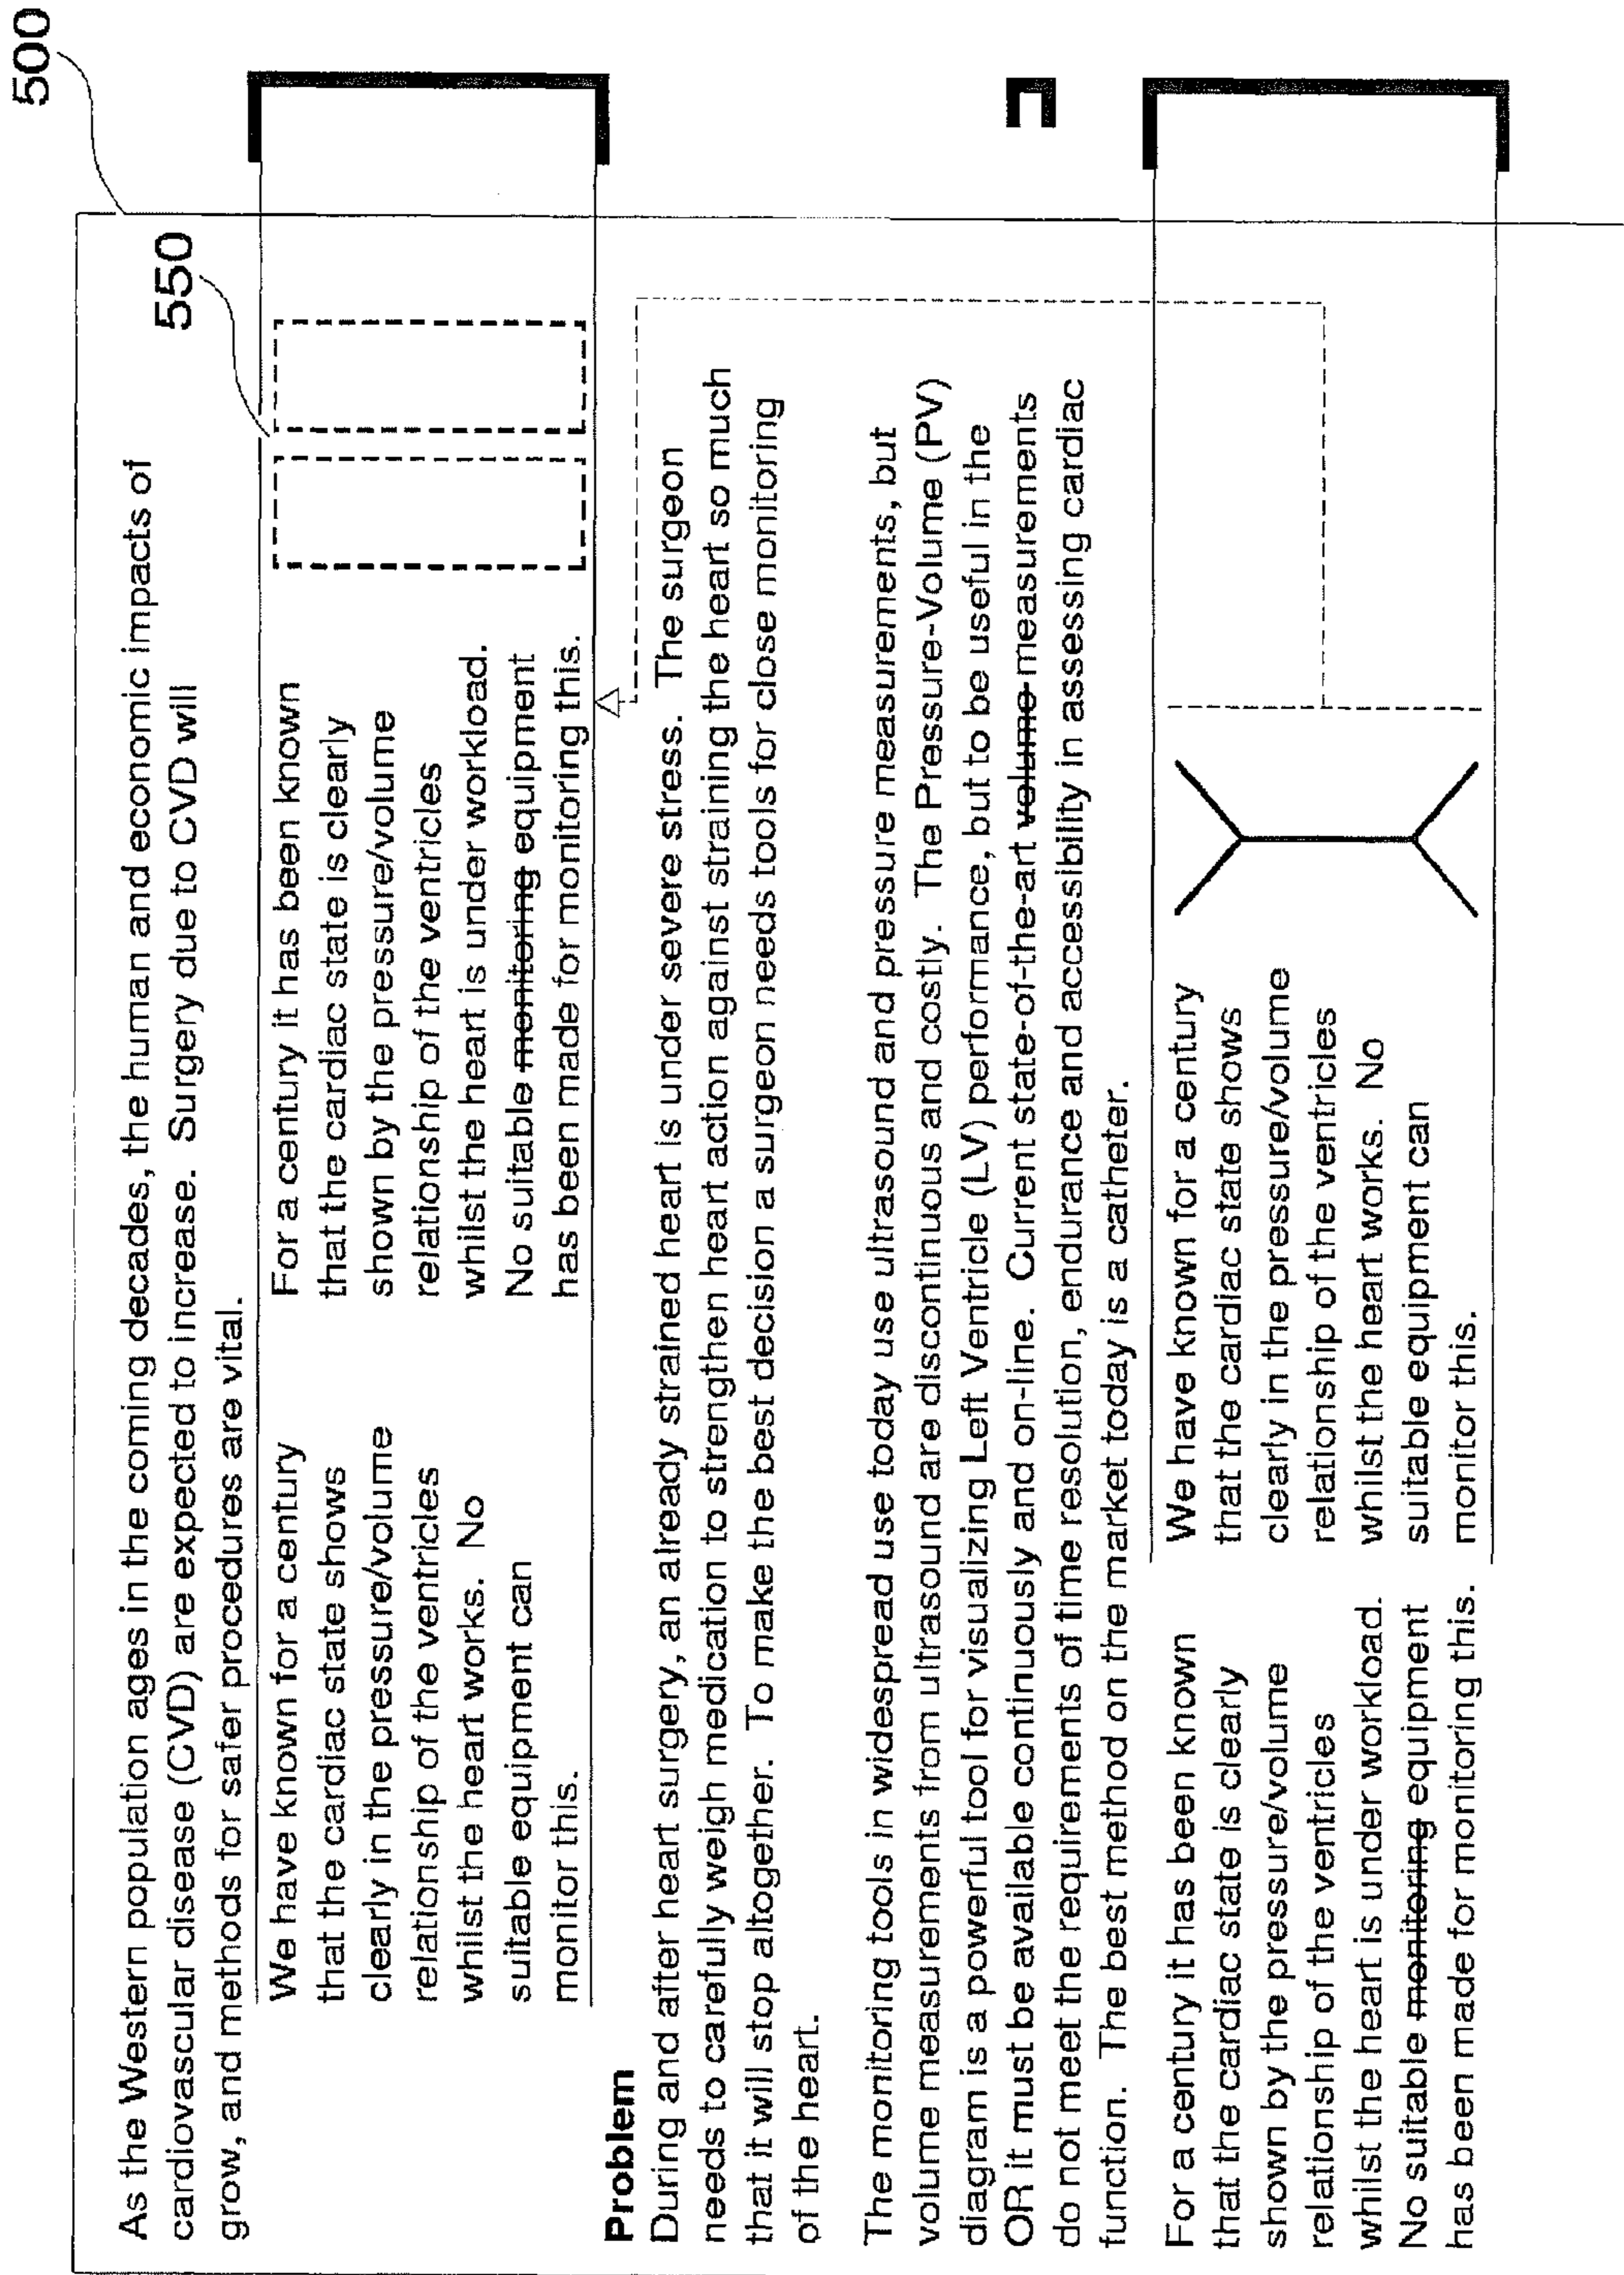 500
As the Western population ages in the coming decades, the human and economic impacts of
cardiovascular disease (CVD) are expected to increase. Surgery due to CVD will
grow, and methods for safer procedures are vital.
550
We have known for a century
that the cardiac state shows
clearly in the pressure/volume
relationship of the ventricles
whilst the heart works. No
suitable equipment can
monitor this.
For a century it has been known
that the cardiac state is clearly
shown by the pressure/volume
relationship of the ventricles
whilst the heart is under workload.
No suitable monitoring equipment
has been made for monitoring this.
Problem
During and after heart surgery, an already strained heart is under severe stress. The surgeon
needs to carefully weigh medication to strengthen heart action against straining the heart so much
that it will stop altogether. To make the best decision a surgeon needs tools for close monitoring
of the heart.
The monitoring tools in widespread use today use ultrasound and pressure measurements, but
volume measurements from ultrasound are discontinuous and costly. The Pressure-Volume (PV)
diagram is a powerful tool for visualizing Left Ventricle (LV) performance, but to be useful in the
OR it must be available continuously and on-line. Current state-of-the-art volume measurements
do not meet the requirements of time resolution, endurance and accessibility in assessing cardiac
function. The best method on the market today is a catheter.
For a century it has been known
that the cardiac state is clearly
shown by the pressure/volume
relationship of the ventricles
whilst the heart is under workload.
No suitable monitoring equipment
has been made for monitoring this.
We have known for a century
that the cardiac state shows
clearly in the pressure/volume
relationship of the ventricles
whilst the heart works. No
suitable equipment can
monitor this.